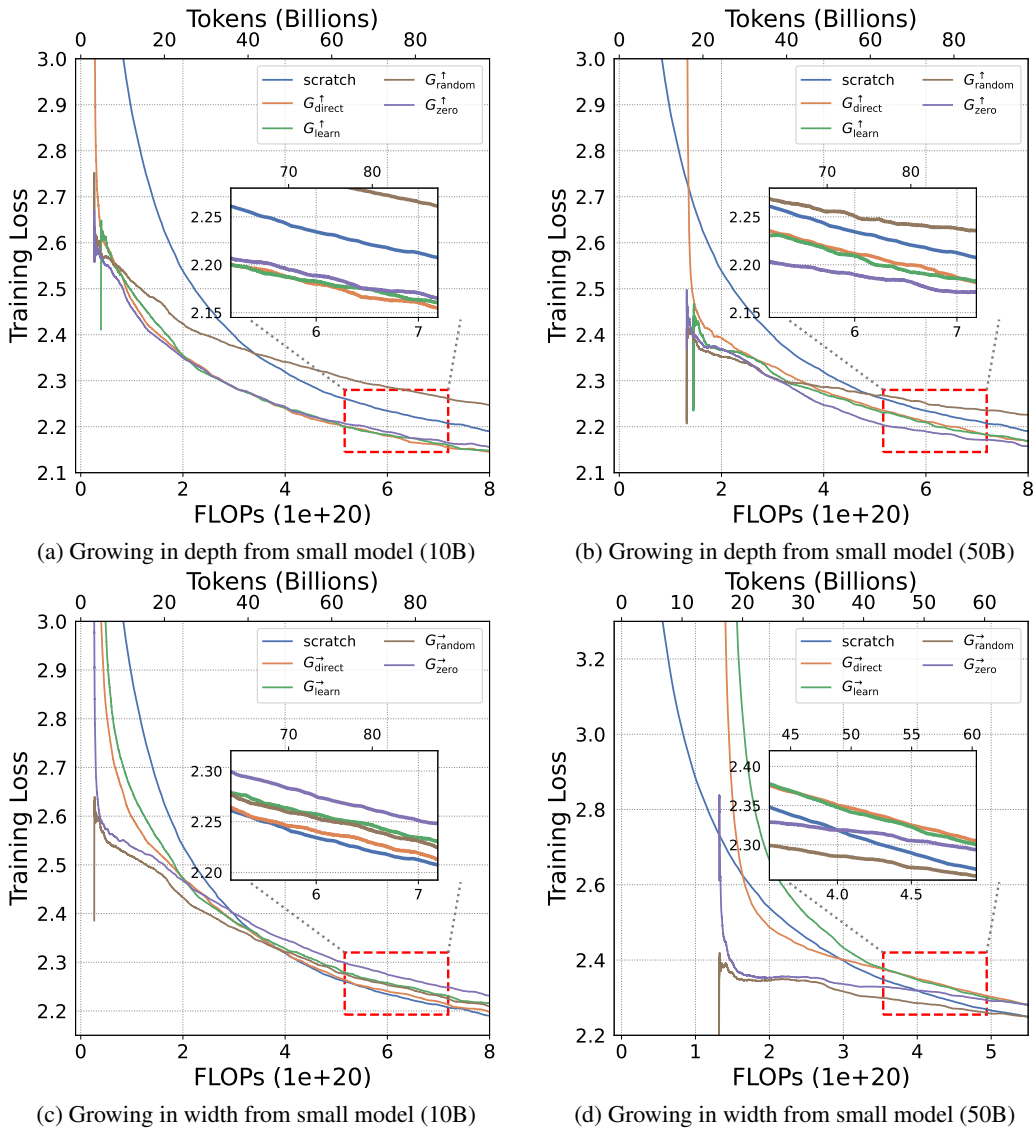 Tokens (Billions)
0 20 40 60 80
3.0
2.9
2.8
2.7
2.6
2.5
2.4
2.3
2.2
2.1
Training Loss
scratch
G↑direct
G↑learn
G↑random
G↑zero
70 80
2.25
2.20
2.15
6 7
0 2 4 6 8
FLOPs (1e+20)
(a) Growing in depth from small model (10B)
Tokens (Billions)
0 20 40 60 80
3.0
2.9
2.8
2.7
2.6
2.5
2.4
2.3
2.2
2.1
Training Loss
scratch
G↑direct
G↑learn
G↑random
G↑zero
70 80
2.25
2.20
2.15
6 7
0 2 4 6 8
FLOPs (1e+20)
(b) Growing in depth from small model (50B)
Tokens (Billions)
0 20 40 60 80
3.0
2.9
2.8
2.7
2.6
2.5
2.4
2.3
2.2
Training Loss
scratch
G→direct
G→learn
G→random
G→zero
70 80
2.30
2.25
2.20
6 7
0 2 4 6 8
FLOPs (1e+20)
(c) Growing in width from small model (10B)
Tokens (Billions)
0 10 20 30 40 50 60
3.2
3.0
2.8
2.6
2.4
2.2
Training Loss
scratch
G→direct
G→learn
G→random
G→zero
45 50 55 60
2.40
2.35
2.30
4.0 4.5
0 1 2 3 4 5
FLOPs (1e+20)
(d) Growing in width from small model (50B)